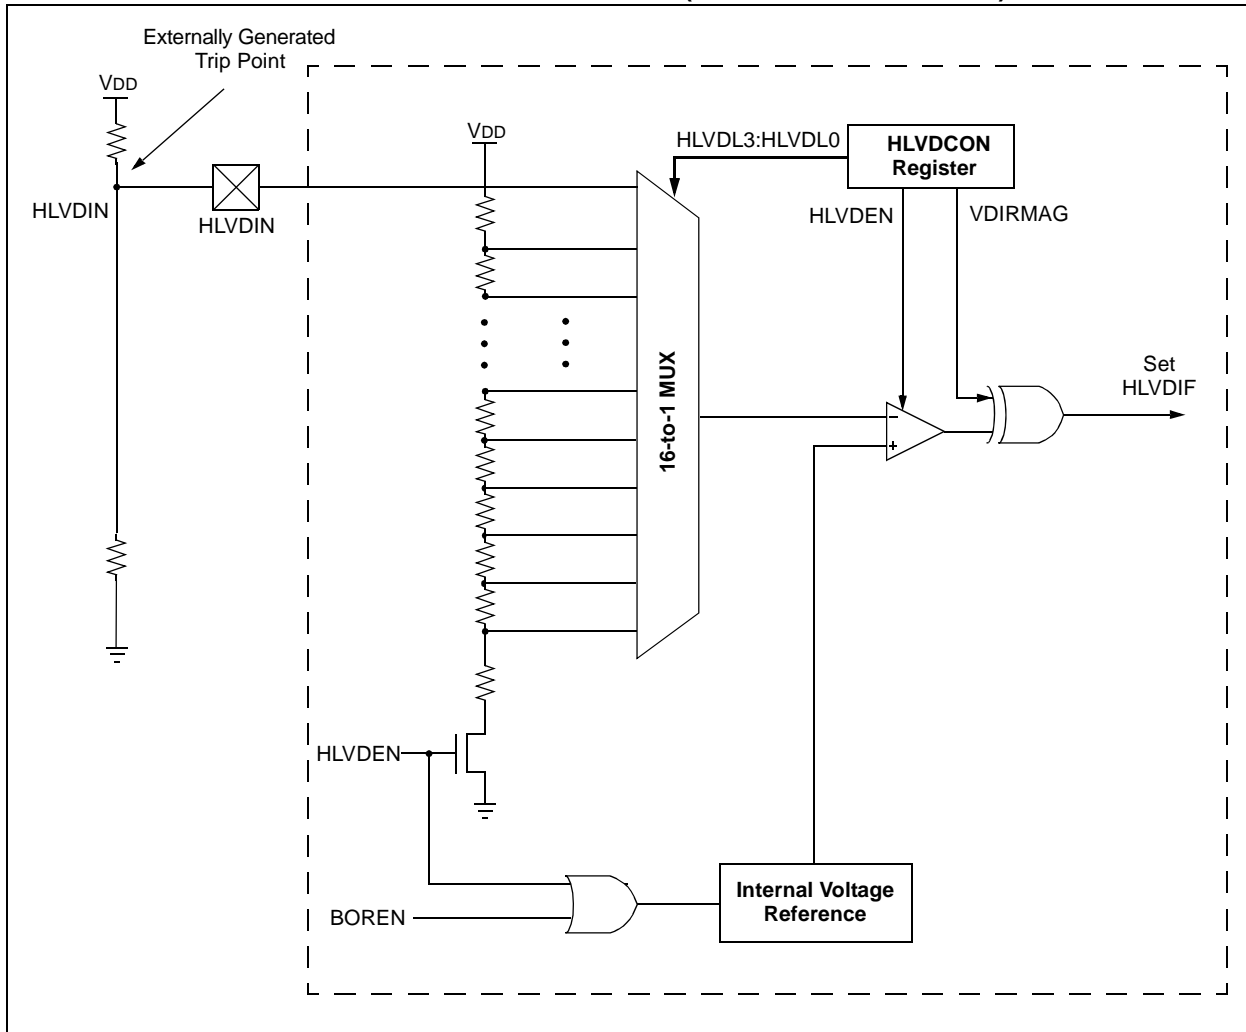 Externally Generated
Trip Point
VDD
VDD
HLVDL3:HLVDL0
HLVDCON
Register
HLVDIN
HLVDIN
HLVDEN
VDIRMAG
16-to-1 MUX
Set
HLVDIF
–
+
HLVDEN
BOREN
Internal Voltage
Reference